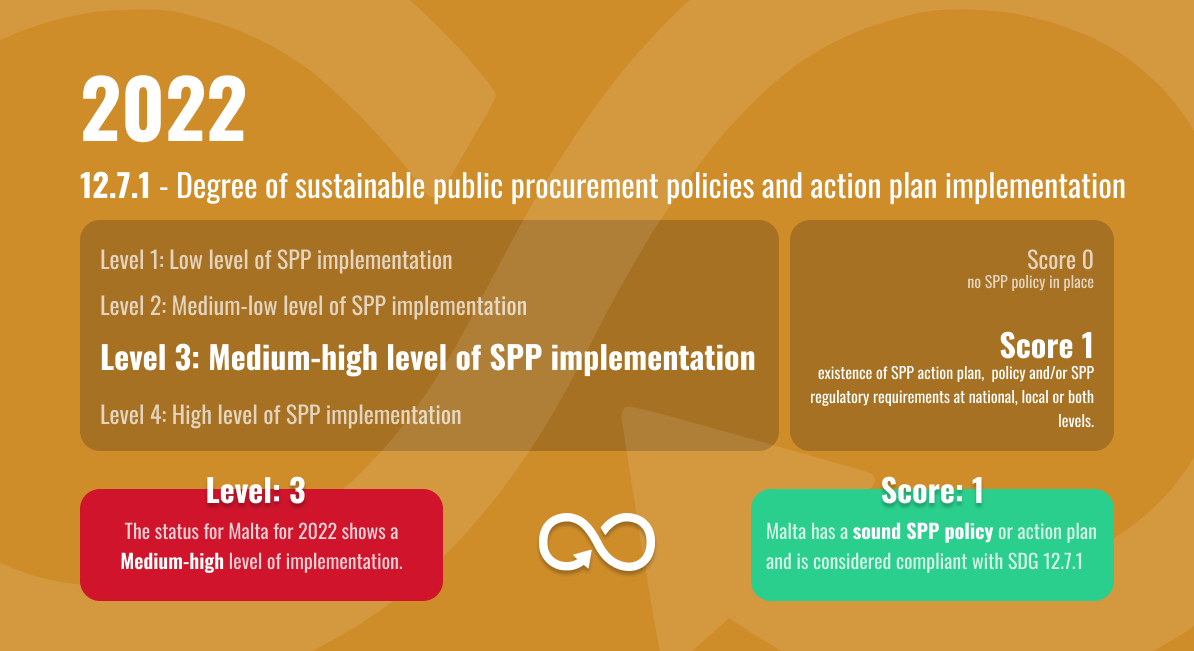 2022
12.7.1 - Degree of sustainable public procurement policies and action plan implementation
Level 1: Low level of SPP implementation
Level 2: Medium-low level of SPP implementation
Level 3: Medium-high level of SPP implementation
Level 4: High level of SPP implementation
Score 0
no SPP policy in place
Score 1
existence of SPP action plan,  policy and/or SPP
regulatory requirements at national, local or both
levels.
Level: 3
The status for Malta for 2022 shows a
Medium-high level of implementation.
Score: 1
Malta has a sound SPP policy or action plan
and is considered compliant with SDG 12.7.1